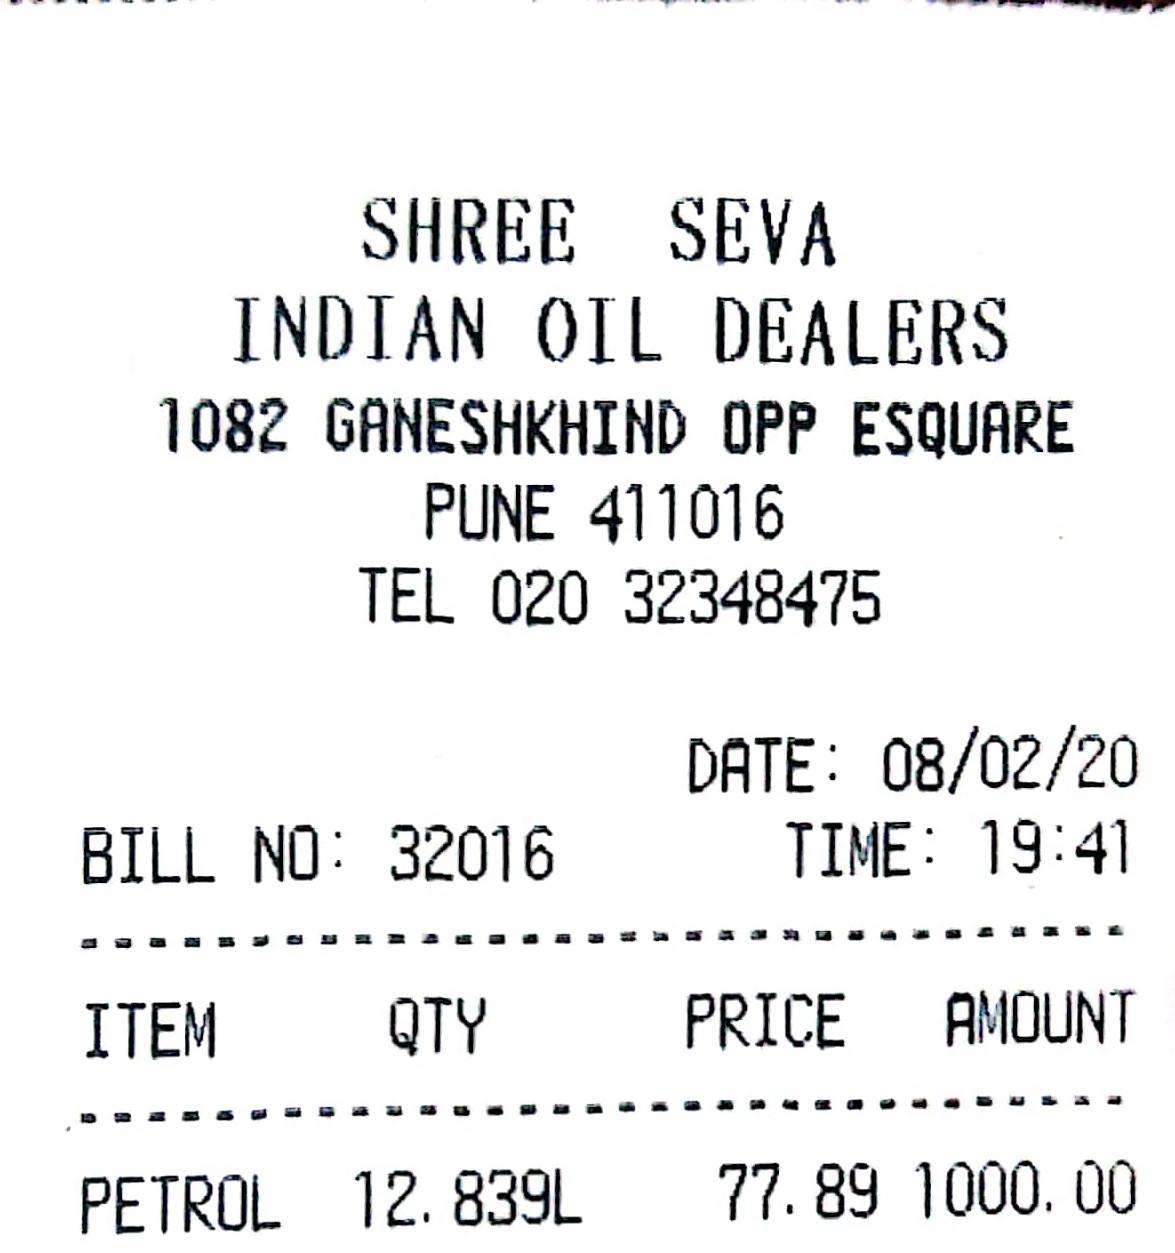 SHREE SEVA
INDIAN OIL DEALERS
1082 GANESHKHIND OPP ESQUARE
PUNE 411016
TEL 020 32348475
DATE: 08/02/20
BILL NO: 32016 TIME: 19:41
ITEM QTY PRICE AMOUNT
PETROL 12.839L 77.89 1000.00